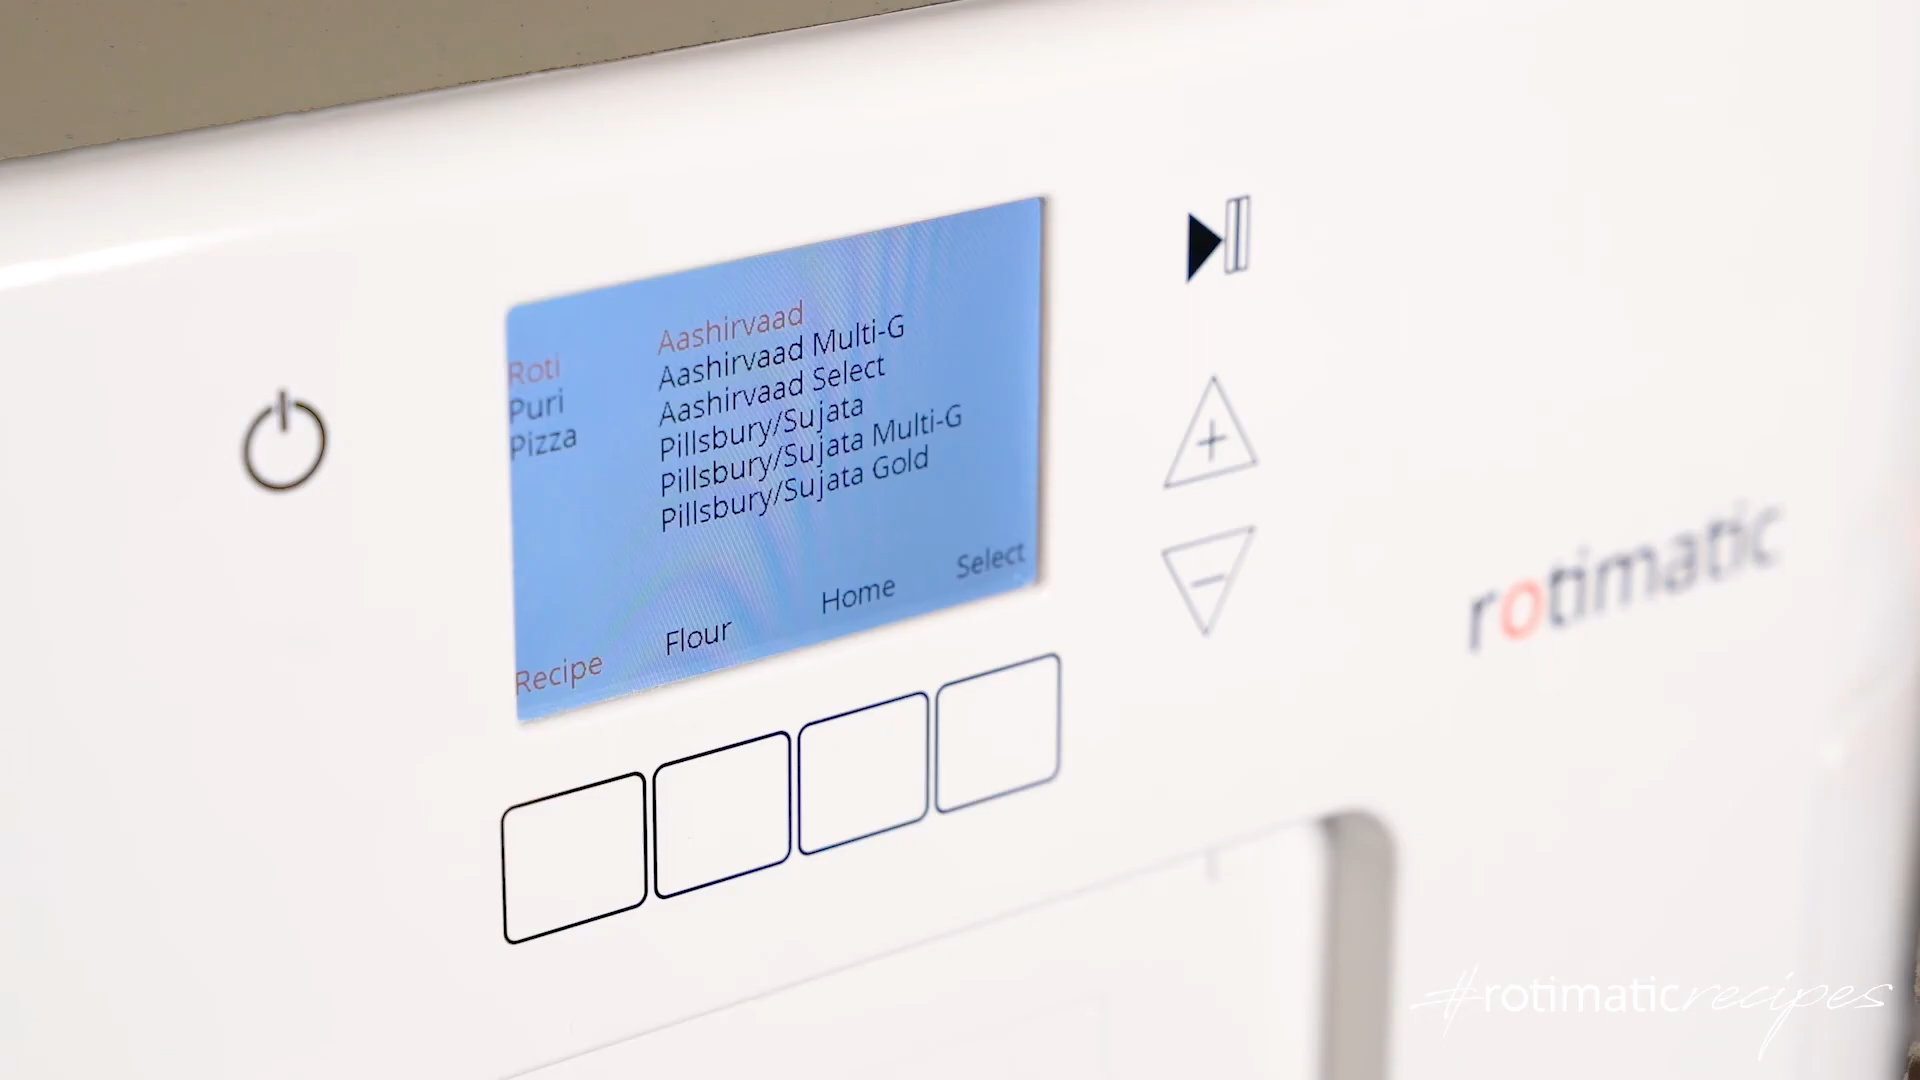 Roti
Puri
Pizza
Aashirvaad
Aashirvaad Multi-G
Aashirvaad Select
Pillsbury/Sujata
Pillsbury/Sujata Multi-G
Pillsbury/Sujata Gold
Recipe
Flour
Home
Select
rotimatic
#rotimaticrecipes